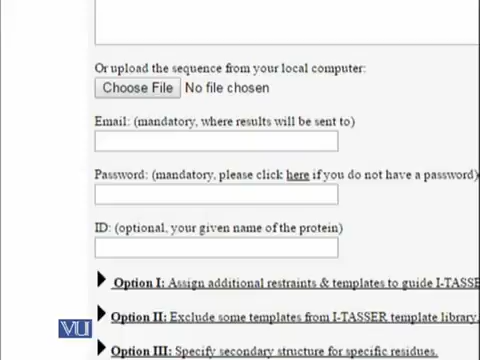 Or upload the sequence from your local computer:
Choose File No file chosen
Email: (mandatory, where results will be sent to)
Password: (mandatory, please click here if you do not have a password)
ID: (optional, your given name of the protein)
Option I: Assign additional restraints & templates to guide I-TASSE
Option II: Exclude some templates from I-TASSER template library.
VU
Option III: Specify secondary structure for specific residues.